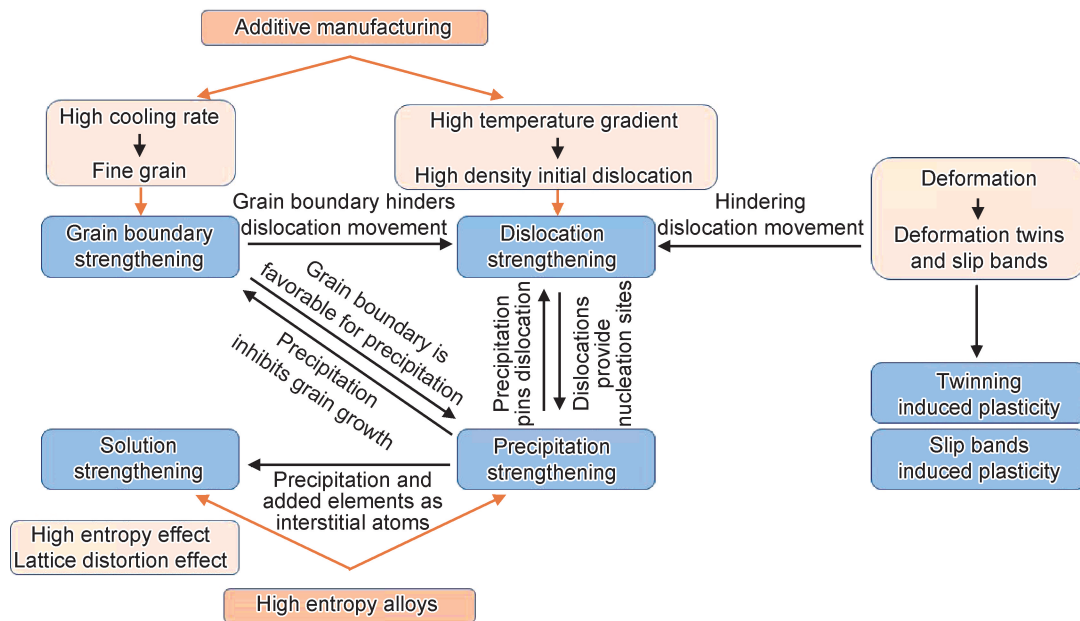 Additive manufacturing
High cooling rate
Fine grain
High temperature gradient
High density initial dislocation
Deformation
Deformation twins
and slip bands
Grain boundary
strengthening
Grain boundary hinders
dislocation movement
Dislocation
strengthening
Hindering
dislocation movement
Grain boundary is
favorable for precipitation
Precipitation
inhibits grain growth
Precipitation
pins dislocation
Dislocations
provide
nucleation sites
Twinning
induced plasticity
Slip bands
induced plasticity
Solution
strengthening
Precipitation and
added elements as
interstitial atoms
Precipitation
strengthening
High entropy effect
Lattice distortion effect
High entropy alloys